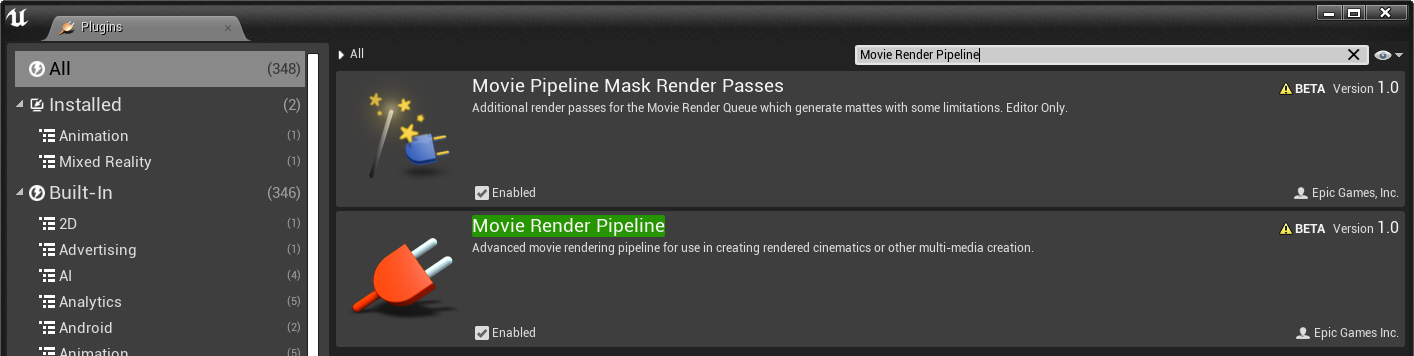 Plugins
All (348)
Installed (2)
Animation (1)
Mixed Reality (1)
Built-In (346)
2D (1)
Advertising (1)
AI (4)
Analytics (5)
Android (2)
Animation (5)
All
Movie Render Pipeline
Movie Pipeline Mask Render Passes
BETA Version 1.0
Additional render passes for the Movie Render Queue which generate mattes with some limitations. Editor Only.
Enabled
Epic Games, Inc.
Movie Render Pipeline
BETA Version 1.0
Advanced movie rendering pipeline for use in creating rendered cinematics or other multi-media creation.
Enabled
Epic Games Inc.